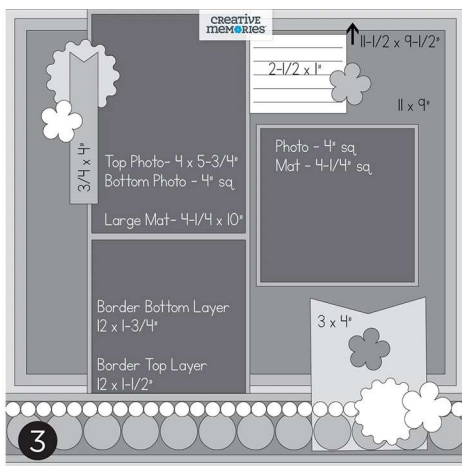 CREATIVE
MEMORIES
11-1/2 x 9-1/2"
2-1/2 x 1"
11 x 9"
3/4 x 4"
Top Photo- 4 x 5-3/4"
Bottom Photo - 4" sq
Large Mat- 4-1/4 x 10"
Photo - 4" sq
Mat - 4-1/4" sq
Border Bottom Layer
12 x 1-3/4"
Border Top Layer
12 x 1-1/2"
3 x 4"
3